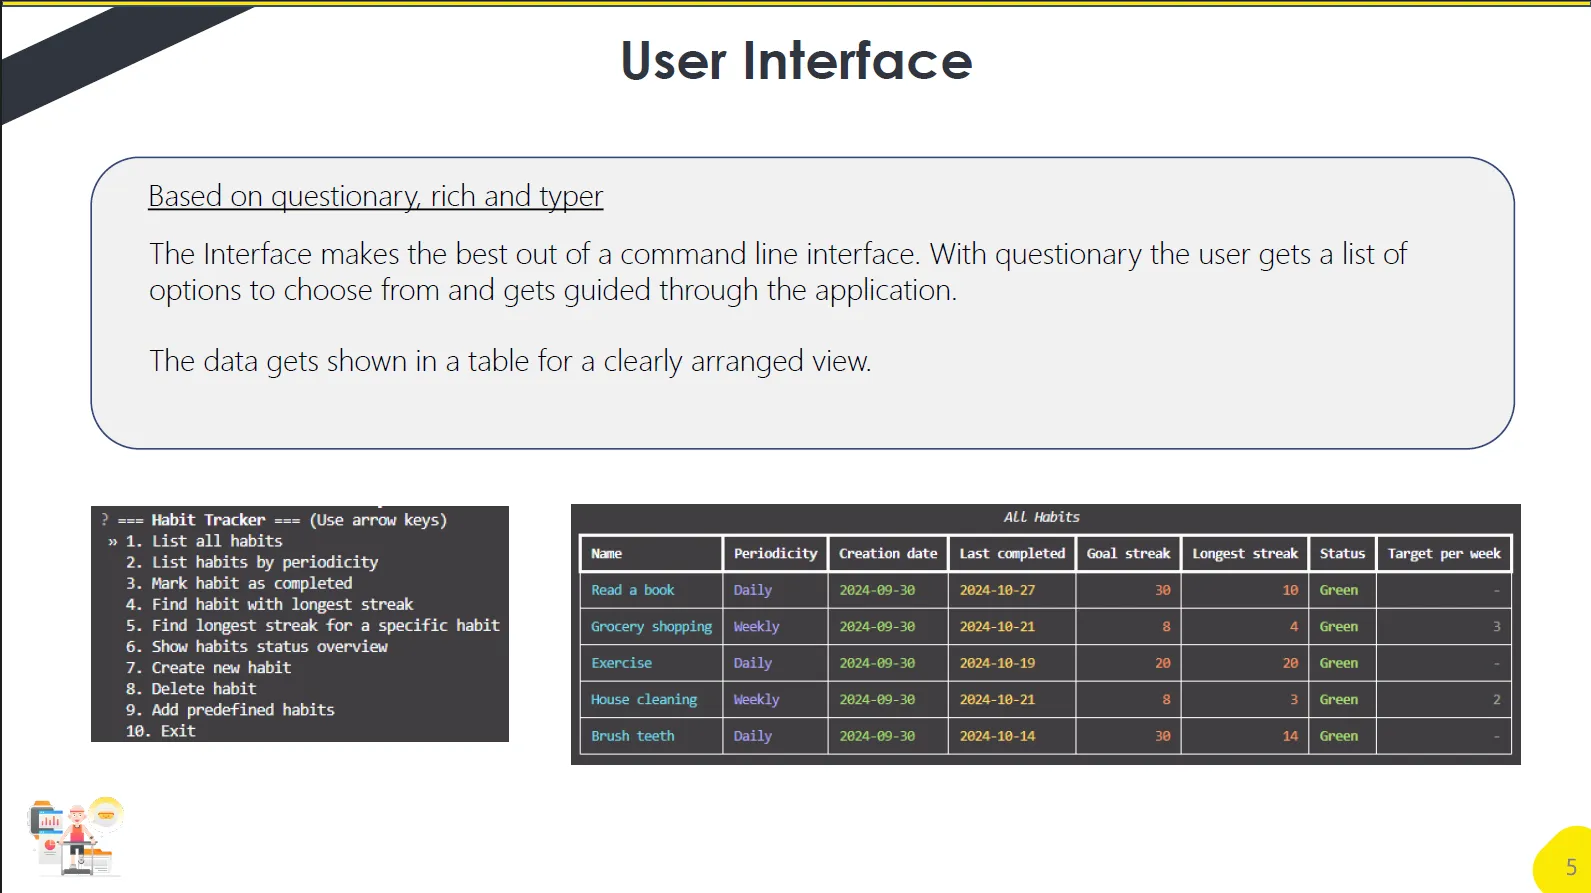 User Interface
Based on questionary, rich and typer
The Interface makes the best out of a command line interface. With questionary the user gets a list of
options to choose from and gets guided through the application.
The data gets shown in a table for a clearly arranged view.
? === Habit Tracker === (Use arrow keys)
» 1. List all habits
2. List habits by periodicity
3. Mark habit as completed
4. Find habit with longest streak
5. Find longest streak for a specific habit
6. Show habits status overview
7. Create new habit
8. Delete habit
9. Add predefined habits
10. Exit
All Habits
Name Periodicity Creation date Last completed Goal streak Longest streak Status Target per week
Read a book Daily 2024-09-30 2024-10-27 30 10 Green -
Grocery shopping Weekly 2024-09-30 2024-10-21 8 4 Green 3
Exercise Daily 2024-09-30 2024-10-19 20 20 Green -
House cleaning Weekly 2024-09-30 2024-10-21 8 3 Green 2
Brush teeth Daily 2024-09-30 2024-10-14 30 14 Green -
5